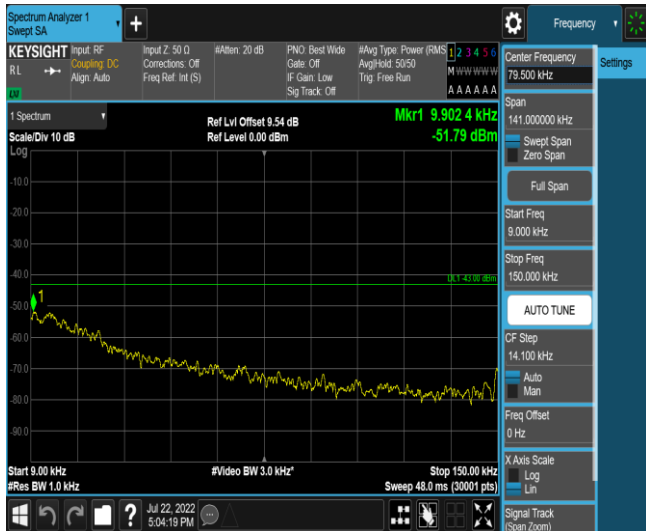 Spectrum Analyzer 1
Swept SA
Frequency
KEYSIGHT
RL
Input: RF
Coupling: DC
Align: Auto
Input Z: 50 Ω
Corrections: Off
Freq Ref: Int (S)
#Atten: 20 dB
PNO: Best Wide
Gate: Off
IF Gain: Low
Sig Track: Off
#Avg Type: Power (RMS
Avg|Hold: 50/50
Trig: Free Run
1 2 3 4 5 6
M W W W W W
A A A A A A
LXI
Center Frequency
79.500 kHz
Settings
Span
141.000000 kHz
Swept Span
Zero Span
Full Span
Start Freq
9.000 kHz
Stop Freq
150.000 kHz
AUTO TUNE
CF Step
14.100 kHz
Auto
Man
Freq Offset
0 Hz
X Axis Scale
Log
Lin
Signal Track
(Span Zoom)
1 Spectrum
Scale/Div 10 dB
Ref Lvl Offset 9.54 dB
Ref Level 0.00 dBm
Mkr1 9.902 4 kHz
-51.79 dBm
Log
-10.0
-20.0
-30.0
-40.0
DL1 -43.00 dBm
1
-50.0
-60.0
-70.0
-80.0
-90.0
Start 9.00 kHz
#Video BW 3.0 kHz*
Stop 150.00 kHz
#Res BW 1.0 kHz
Sweep 48.0 ms (30001 pts)
?
Jul 22, 2022
5:04:19 PM